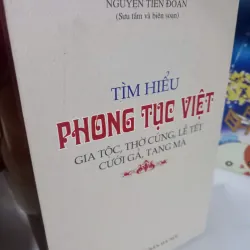 NGUYỄN TIẾN ĐOÀN
(Sưu tầm và biên soạn)
TÌM HIỂU
PHONG TỤC VIỆT
GIA TỘC, THỜ CÚNG, LỄ TẾT
CƯỚI GẢ, TANG MA